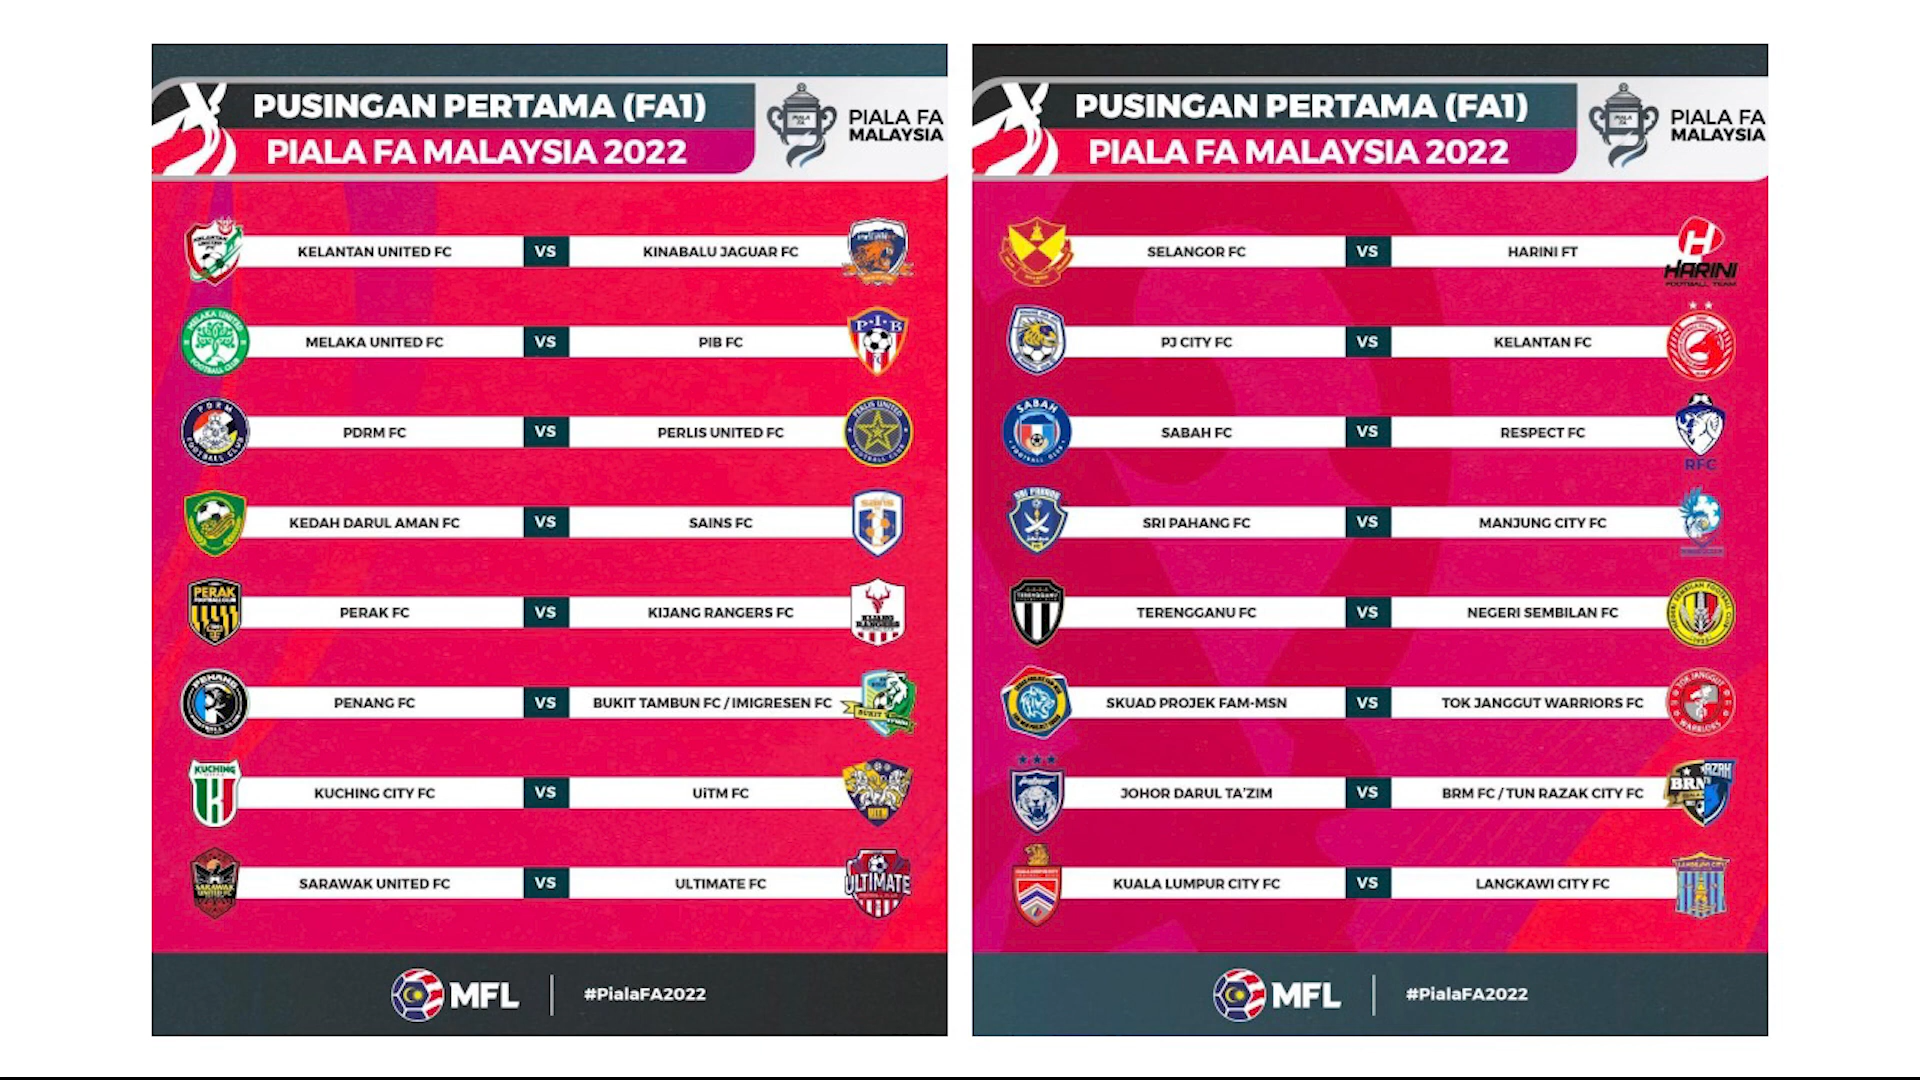 PUSINGAN PERTAMA (FA1)
PIALA FA MALAYSIA 2022
PIALA FA
MALAYSIA
KELANTAN UNITED FC VS KINABALU JAGUAR FC
MELAKA UNITED FC VS PIB FC
PDRM FC VS PERLIS UNITED FC
KEDAH DARUL AMAN FC VS SAINS FC
PERAK FC VS KIJANG RANGERS FC
PENANG FC VS BUKIT TAMBUN FC / IMIGRESEN FC
KUCHING CITY FC VS UiTM FC
SARAWAK UNITED FC VS ULTIMATE FC
MFL
#PialaFA2022
PUSINGAN PERTAMA (FA1)
PIALA FA MALAYSIA 2022
PIALA FA
MALAYSIA
SELANGOR FC VS HARINI FT
HARINI
FOOTBALL TEAM
PJ CITY FC VS KELANTAN FC
SABAH FC VS RESPECT FC
RFC
SRI PAHANG FC VS MANJUNG CITY FC
TERENGGANU FC VS NEGERI SEMBILAN FC
SKUAD PROJEK FAM-MSN VS TOK JANGGUT WARRIORS FC
JOHOR DARUL TA'ZIM VS BRM FC / TUN RAZAK CITY FC
KUALA LUMPUR CITY FC VS LANGKAWI CITY FC
MFL
#PialaFA2022